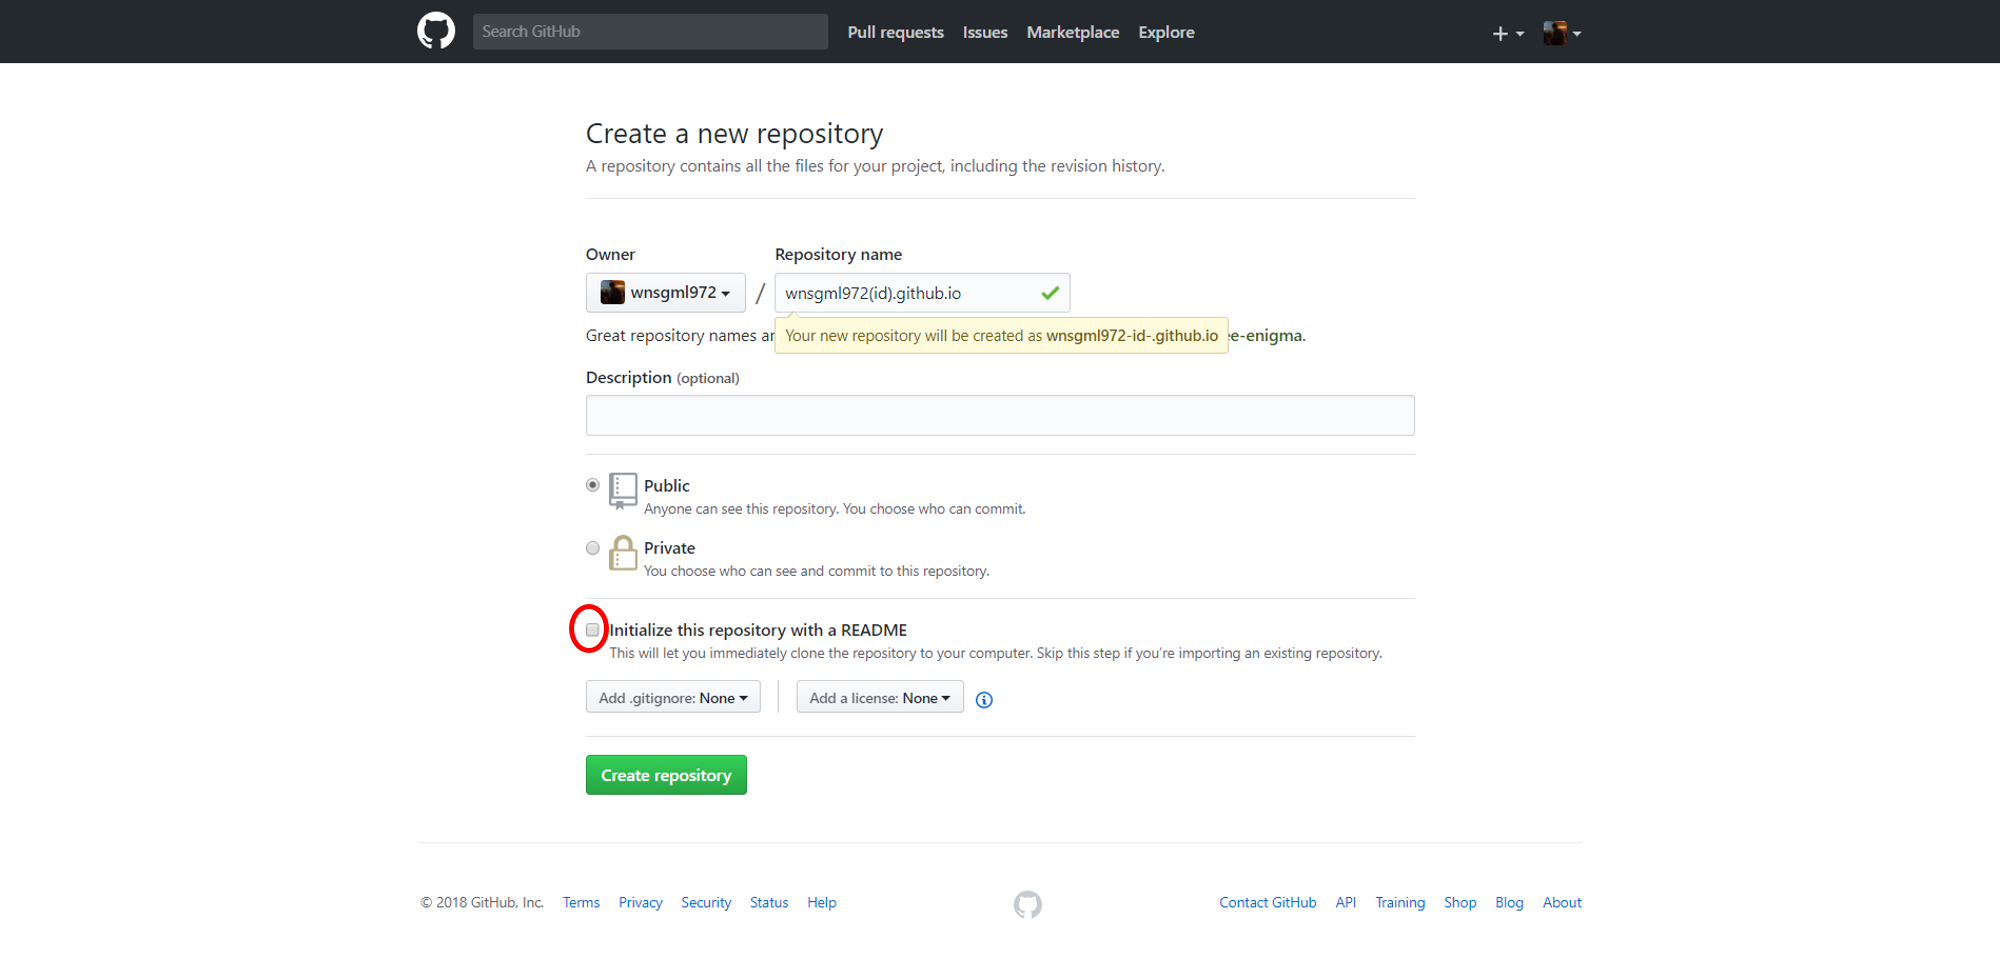 Search GitHub
Pull requests Issues Marketplace Explore
Create a new repository
A repository contains all the files for your project, including the revision history.
Owner Repository name
wnsgml972 / wnsgml972(id).github.io
Great repository names ar Your new repository will be created as wnsgml972-id-.github.io e-enigma.
Description (optional)
Public
Anyone can see this repository. You choose who can commit.
Private
You choose who can see and commit to this repository.
Initialize this repository with a README
This will let you immediately clone the repository to your computer. Skip this step if you're importing an existing repository.
Add .gitignore: None Add a license: None
Create repository
© 2018 GitHub, Inc. Terms Privacy Security Status Help Contact GitHub API Training Shop Blog About